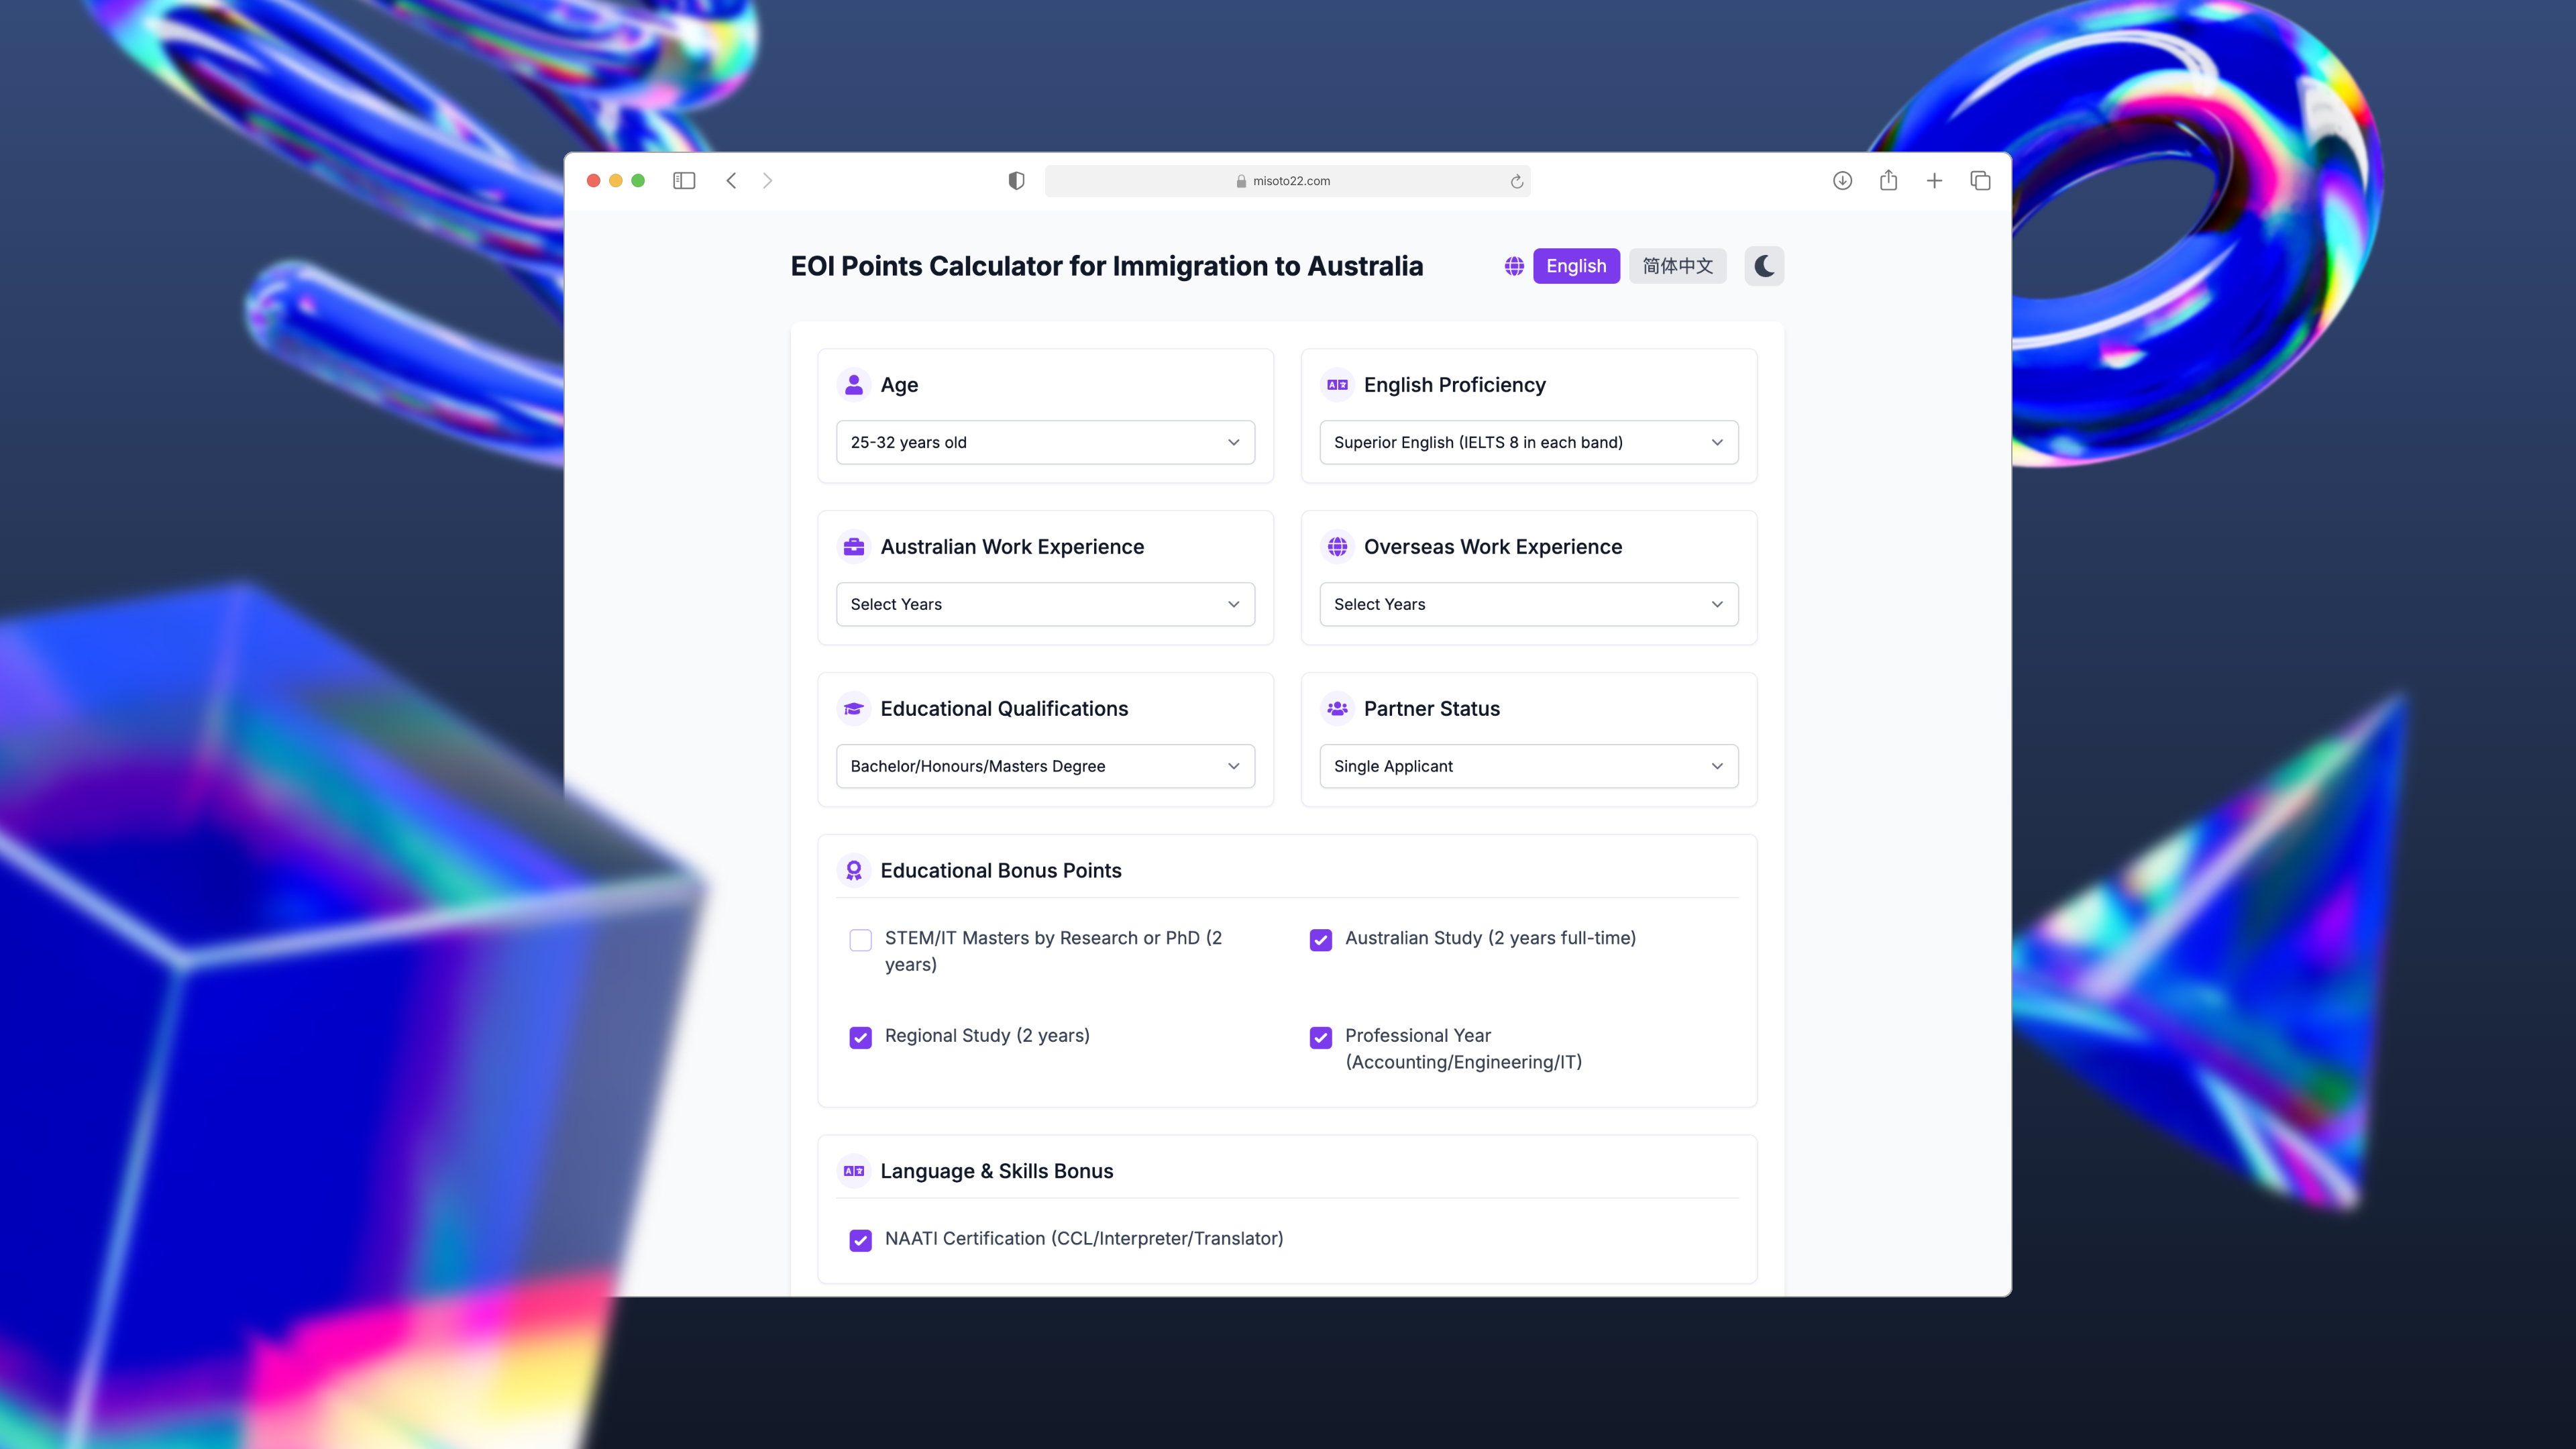 misoto22.com
EOI Points Calculator for Immigration to Australia
English
简体中文
Age
English Proficiency
25-32 years old
Superior English (IELTS 8 in each band)
Australian Work Experience
Overseas Work Experience
Select Years
Select Years
Educational Qualifications
Partner Status
Bachelor/Honours/Masters Degree
Single Applicant
Educational Bonus Points
STEM/IT Masters by Research or PhD (2
years)
Australian Study (2 years full-time)
Regional Study (2 years)
Professional Year
(Accounting/Engineering/IT)
Language & Skills Bonus
NAATI Certification (CCL/Interpreter/Translator)